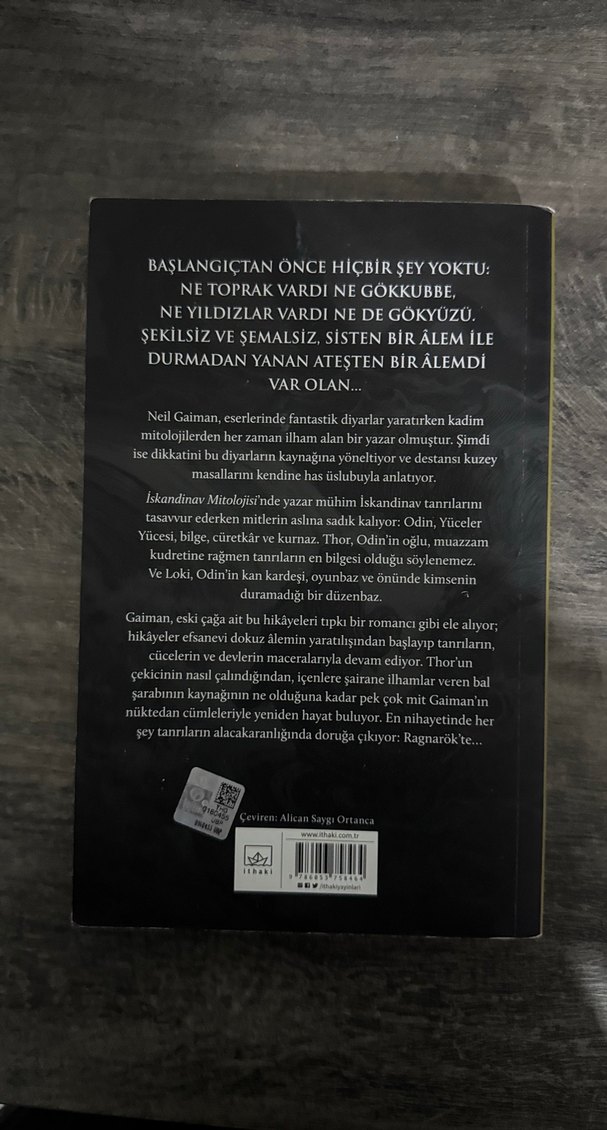 BAŞLANGIÇTAN ÖNCE HİÇBİR ŞEY YOKTU:
NE TOPRAK VARDI NE GÖKKUBBE,
NE YILDIZLAR VARDI NE DE GÖKYÜZÜ.
ŞEKİLSİZ VE ŞEMALSİZ, SİSTEN BİR ÂLEM İLE
DURMADAN YANAN ATEŞTEN BİR ÂLEMDİ
VAR OLAN...
Neil Gaiman, eserlerinde fantastik diyarlar yaratırken kadim
mitolojilerden her zaman ilham alan bir yazar olmuştur. Şimdi
ise dikkatini bu diyarların kaynağına yöneltiyor ve destansı kuzey
masallarını kendine has üslubuyla anlatıyor.
İskandinav Mitolojisi'nde yazar mühim İskandinav tanrılarını
tasavvur ederken mitlerin aslına sadık kalıyor: Odin, Yüceler
Yücesi, bilge, cüretkâr ve kurnaz. Thor, Odin'in oğlu, muazzam
kudretine rağmen tanrıların en bilgesi olduğu söylenemez.
Ve Loki, Odin'in kan kardeşi, oyunbaz ve önünde kimsenin
duramadığı bir düzenbaz.
Gaiman, eski çağa ait bu hikâyeleri tıpkı bir romancı gibi ele alıyor;
hikâyeler efsanevi dokuz âlemin yaratılışından başlayıp tanrıların,
cücelerin ve devlerin maceralarıyla devam ediyor. Thor'un
çekicinin nasıl çalındığından, içenlere şairane ilhamlar veren bal
şarabının kaynağının ne olduğuna kadar pek çok mit Gaiman'ın
nüktedan cümleleriyle yeniden hayat buluyor. En nihayetinde her
şey tanrıların alacakaranlığında doruğa çıkıyor: Ragnarök'te...
Çeviren: Alican Saygı Ortanca
www.ithaki.com.tr
ithaki
9 786053 758464
/ithakiyayinlari